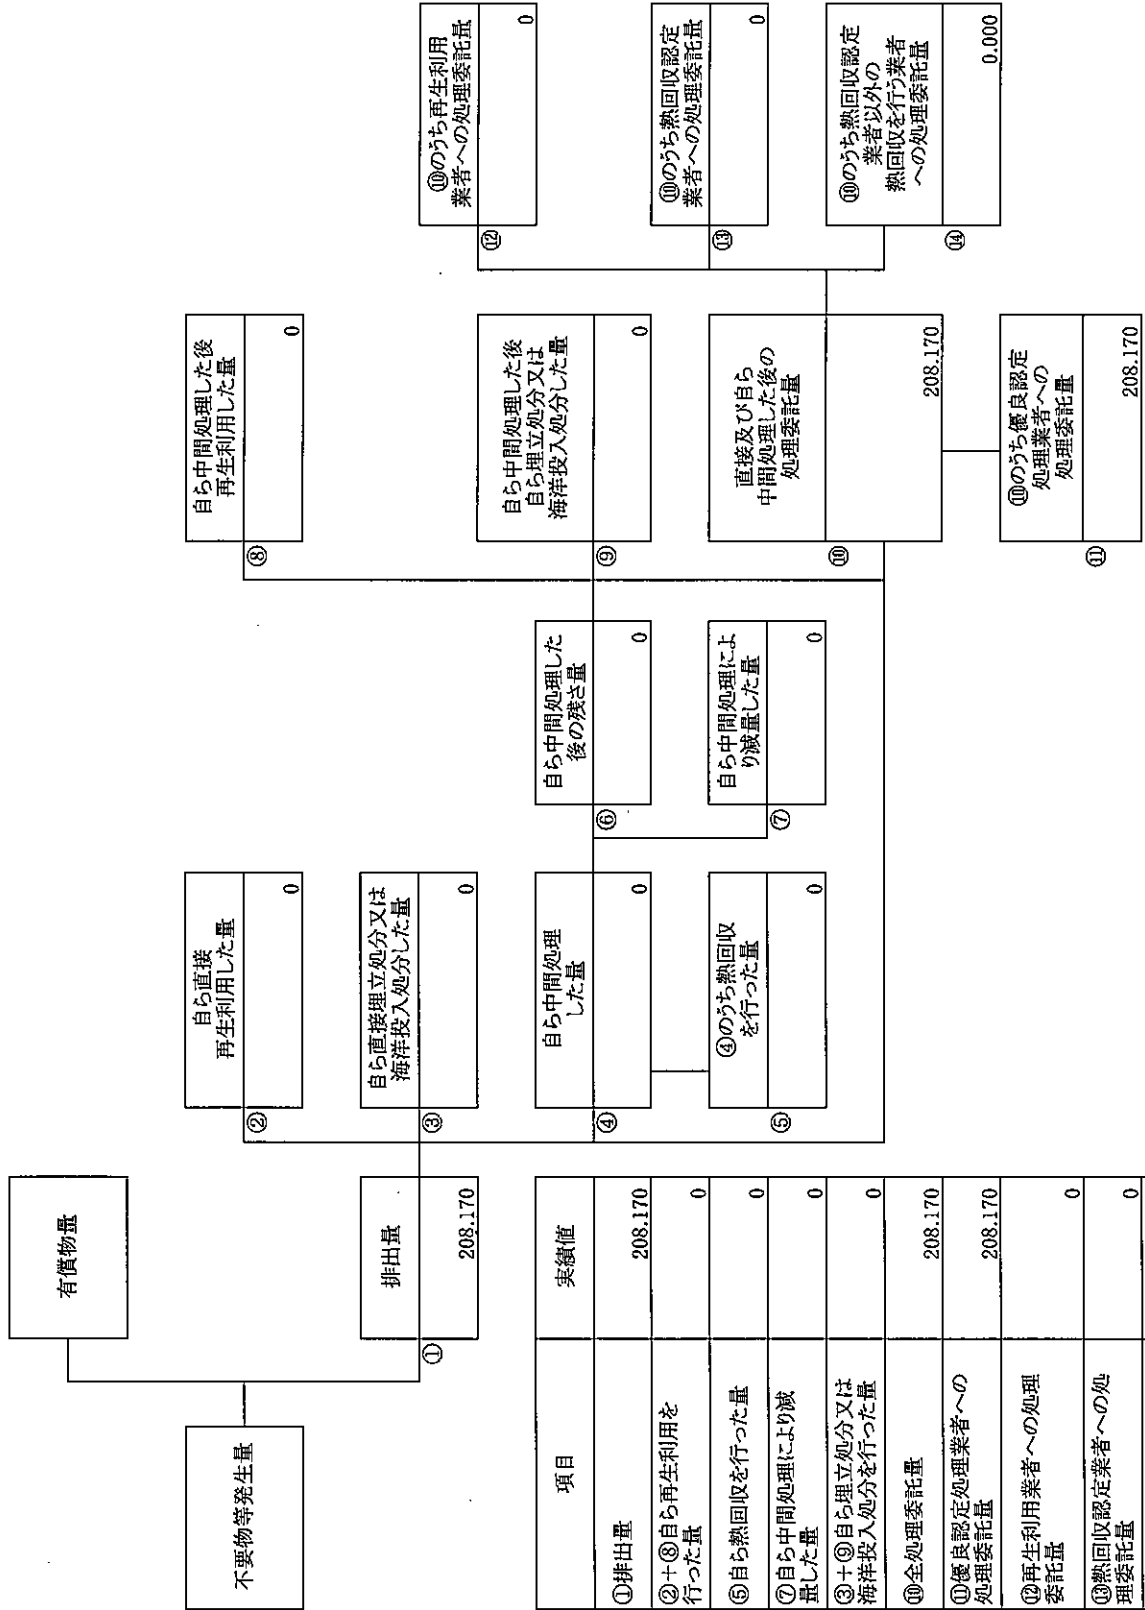 不要物等発生量
有償物量
①
排出量
208.170
②
自ら直接
再生利用した量
0
③
自ら直接埋立処分又は
海洋投入処分した量
0
④
自ら中間処理
した量
0
⑤
④のうち熱回収
を行った量
0
⑥
自ら中間処理した
後の残さ量
0
⑦
自ら中間処理によ
り減量した量
0
⑧
自ら中間処理した後
再生利用した量
0
⑨
自ら中間処理した後
自ら埋立処分又は
海洋投入処分した量
0
⑩
直接及び自ら
中間処理した後の
処理委託量
208.170
⑪
⑩のうち優良認定
処理業者への
処理委託量
208.170
⑫
⑩のうち再生利用
業者への処理委託量
0
⑬
⑩のうち熱回収認定
業者への処理委託量
0
⑭
⑩のうち熱回収認定
業者以外の
熱回収を行う業者
への処理委託量
0.000
項目 実績値
①排出量 208.170
②+⑧自ら再生利用を
行った量 0
⑤自ら熱回収を行った量 0
⑦自ら中間処理により減
量した量 0
③+⑨自ら埋立処分又は
海洋投入処分を行った量 0
⑩全処理委託量 208.170
⑪優良認定処理業者への
処理委託量 208.170
⑫再生利用業者への処理
委託量 0
⑬熱回収認定業者への処
理委託量 0